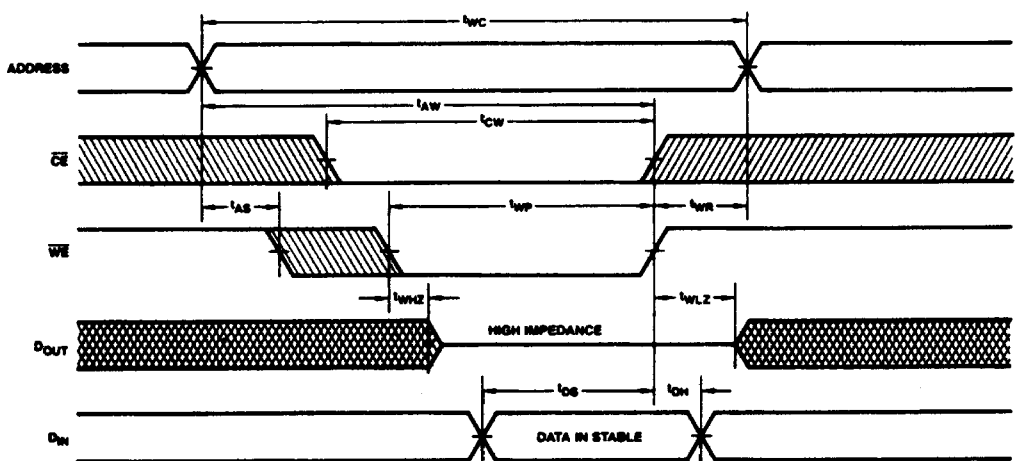 tWC
ADDRESS
tAW
tCW
CE
tAS
tWP
tWR
WE
tWHZ
tWLZ
HIGH IMPEDANCE
DOUT
tDS
tDH
DIN
DATA IN STABLE